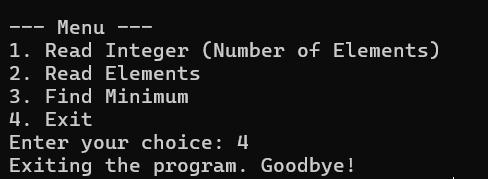 --- Menu ---
1. Read Integer (Number of Elements)
2. Read Elements
3. Find Minimum
4. Exit
Enter your choice: 4
Exiting the program. Goodbye!